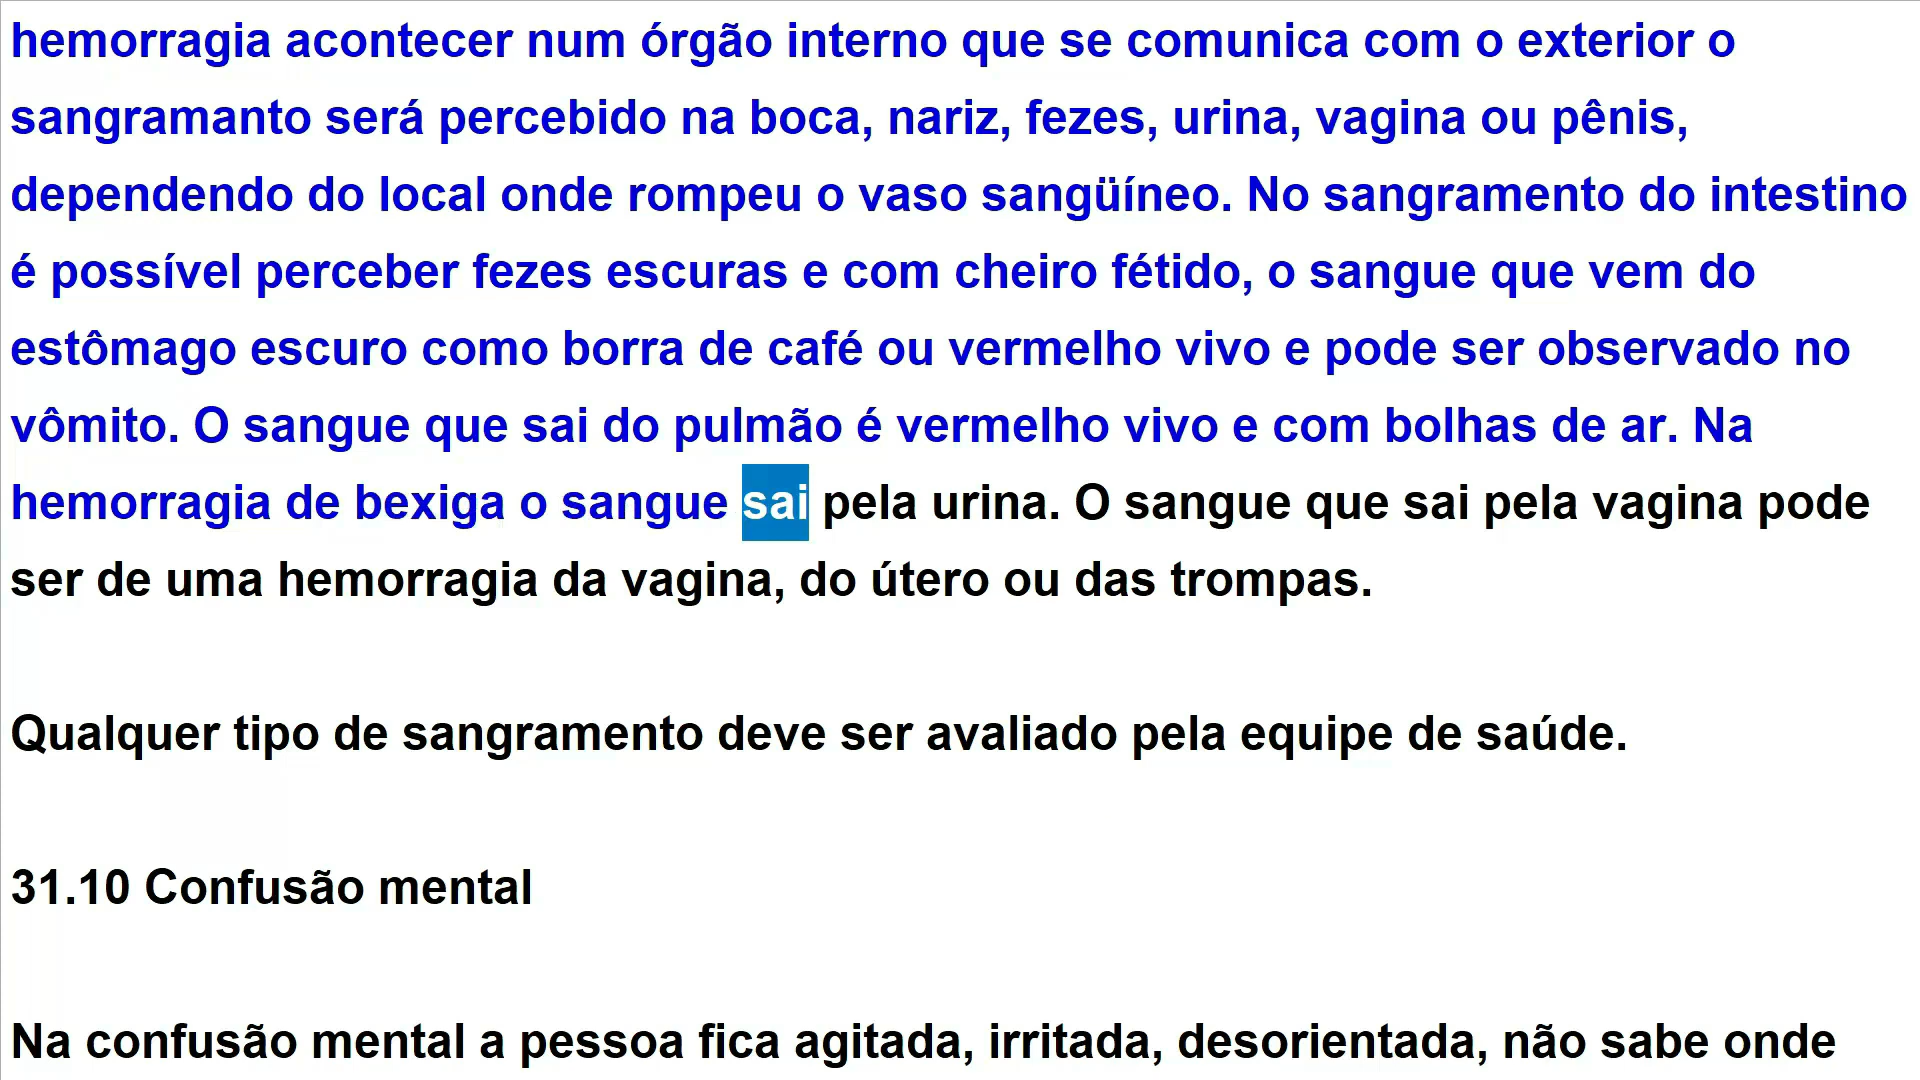 hemorragia acontecer num órgão interno que se comunica com o exterior o
sangramanto será percebido na boca, nariz, fezes, urina, vagina ou pênis,
dependendo do local onde rompeu o vaso sangüíneo. No sangramento do intestino
é possível perceber fezes escuras e com cheiro fétido, o sangue que vem do
estômago escuro como borra de café ou vermelho vivo e pode ser observado no
vômito. O sangue que sai do pulmão é vermelho vivo e com bolhas de ar. Na
hemorragia de bexiga o sangue sai pela urina. O sangue que sai pela vagina pode
ser de uma hemorragia da vagina, do útero ou das trompas.
Qualquer tipo de sangramento deve ser avaliado pela equipe de saúde.
31.10 Confusão mental
Na confusão mental a pessoa fica agitada, irritada, desorientada, não sabe onde